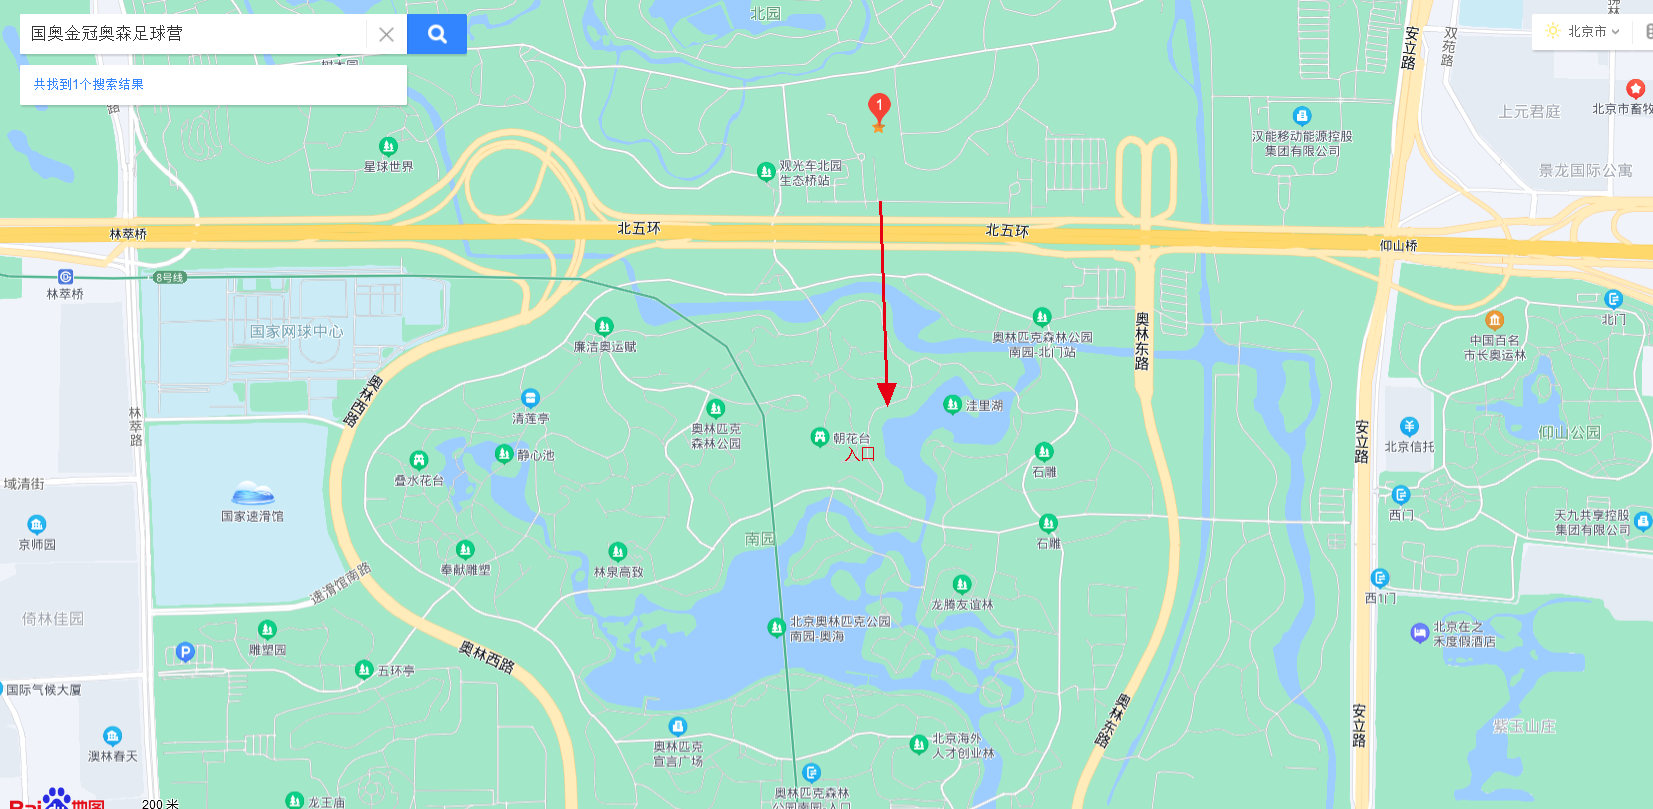 北园
国奥金冠奥森足球营
共找到1个搜索结果
北京市
安立路
双苑路
上元君庭
北京市畜牧
1
汉能移动能源控股
集团有限公司
星球世界
观光车北园
生态桥站
景龙国际公寓
林萃桥
北五环
北五环
仰山桥
8号线
林萃桥
国家网球中心
廉洁奥运赋
奥林匹克森林公园
南园-北门站
奥林东路
北门
中国百名
市长奥运林
奥林西路
清莲亭
林萃路
奥林匹克
森林公园
洼里湖
朝花台
入口
仰山公园
北京信托
安立路
静心池
叠水花台
石雕
域清街
西门
国家速滑馆
天九共享控股
集团有限公司
京师园
石雕
南园
奉献雕塑
林泉高致
速滑馆南路
龙腾友谊林
西1门
倚林佳园
北京奥林匹克公园
南园-奥海
北京在之
禾度假酒店
雕塑园
P
奥林西路
五环亭
国际气候大厦
奥林东路
安立路
紫玉山庄
澳林春天
奥林匹克
宣言广场
北京海外
人才创业林
Bai 地图
200 米
龙王庙
奥林匹克森林
公园南园-入口